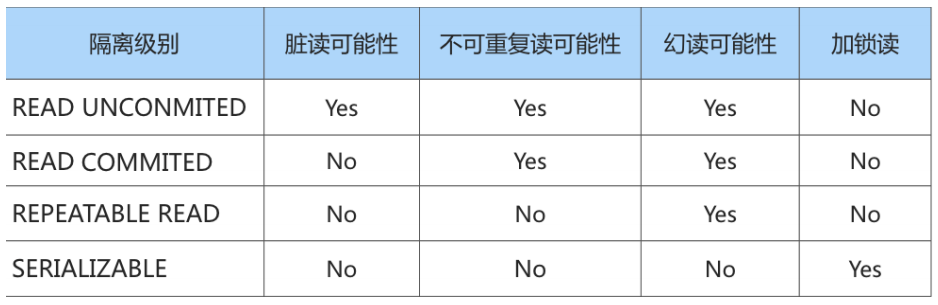 隔离级别 脏读可能性 不可重复读可能性 幻读可能性 加锁读
READ UNCONMITED Yes Yes Yes No
READ COMMITED No Yes Yes No
REPEATABLE READ No No Yes No
SERIALIZABLE No No No Yes